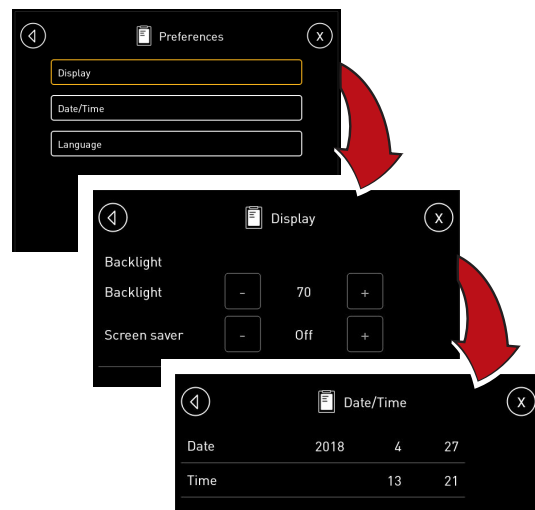 Preferences
X
Display
Date/Time
Language
Display
X
Backlight
Backlight - 70 +
Screen saver - Off +
Date/Time
X
Date 2018 4 27
Time 13 21